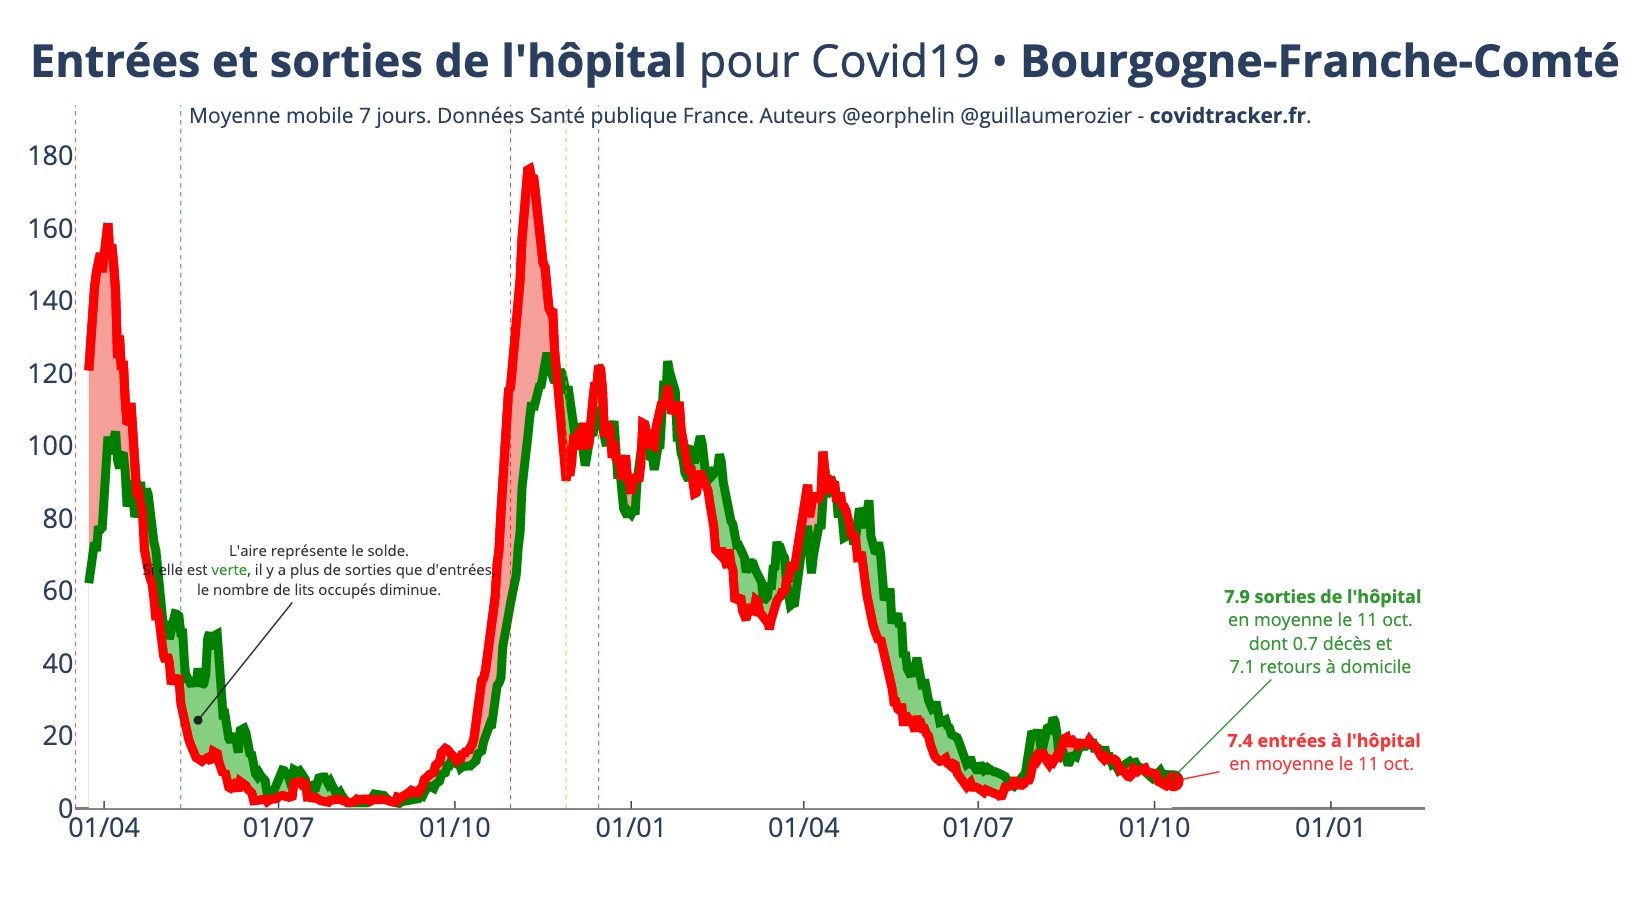 Entrées et sorties de l'hôpital pour Covid19 • Bourgogne-Franche-Comté
Moyenne mobile 7 jours. Données Santé publique France. Auteurs @eorphelin @guillaumerozier - covidtracker.fr.
180
160
140
120
100
80
60
40
20
0
L'aire représente le solde.
Si elle est verte, il y a plus de sorties que d'entrées,
le nombre de lits occupés diminue.
7.9 sorties de l'hôpital
en moyenne le 11 oct.
dont 0.7 décès et
7.1 retours à domicile
7.4 entrées à l'hôpital
en moyenne le 11 oct.
01/04 01/07 01/10 01/01 01/04 01/07 01/10 01/01